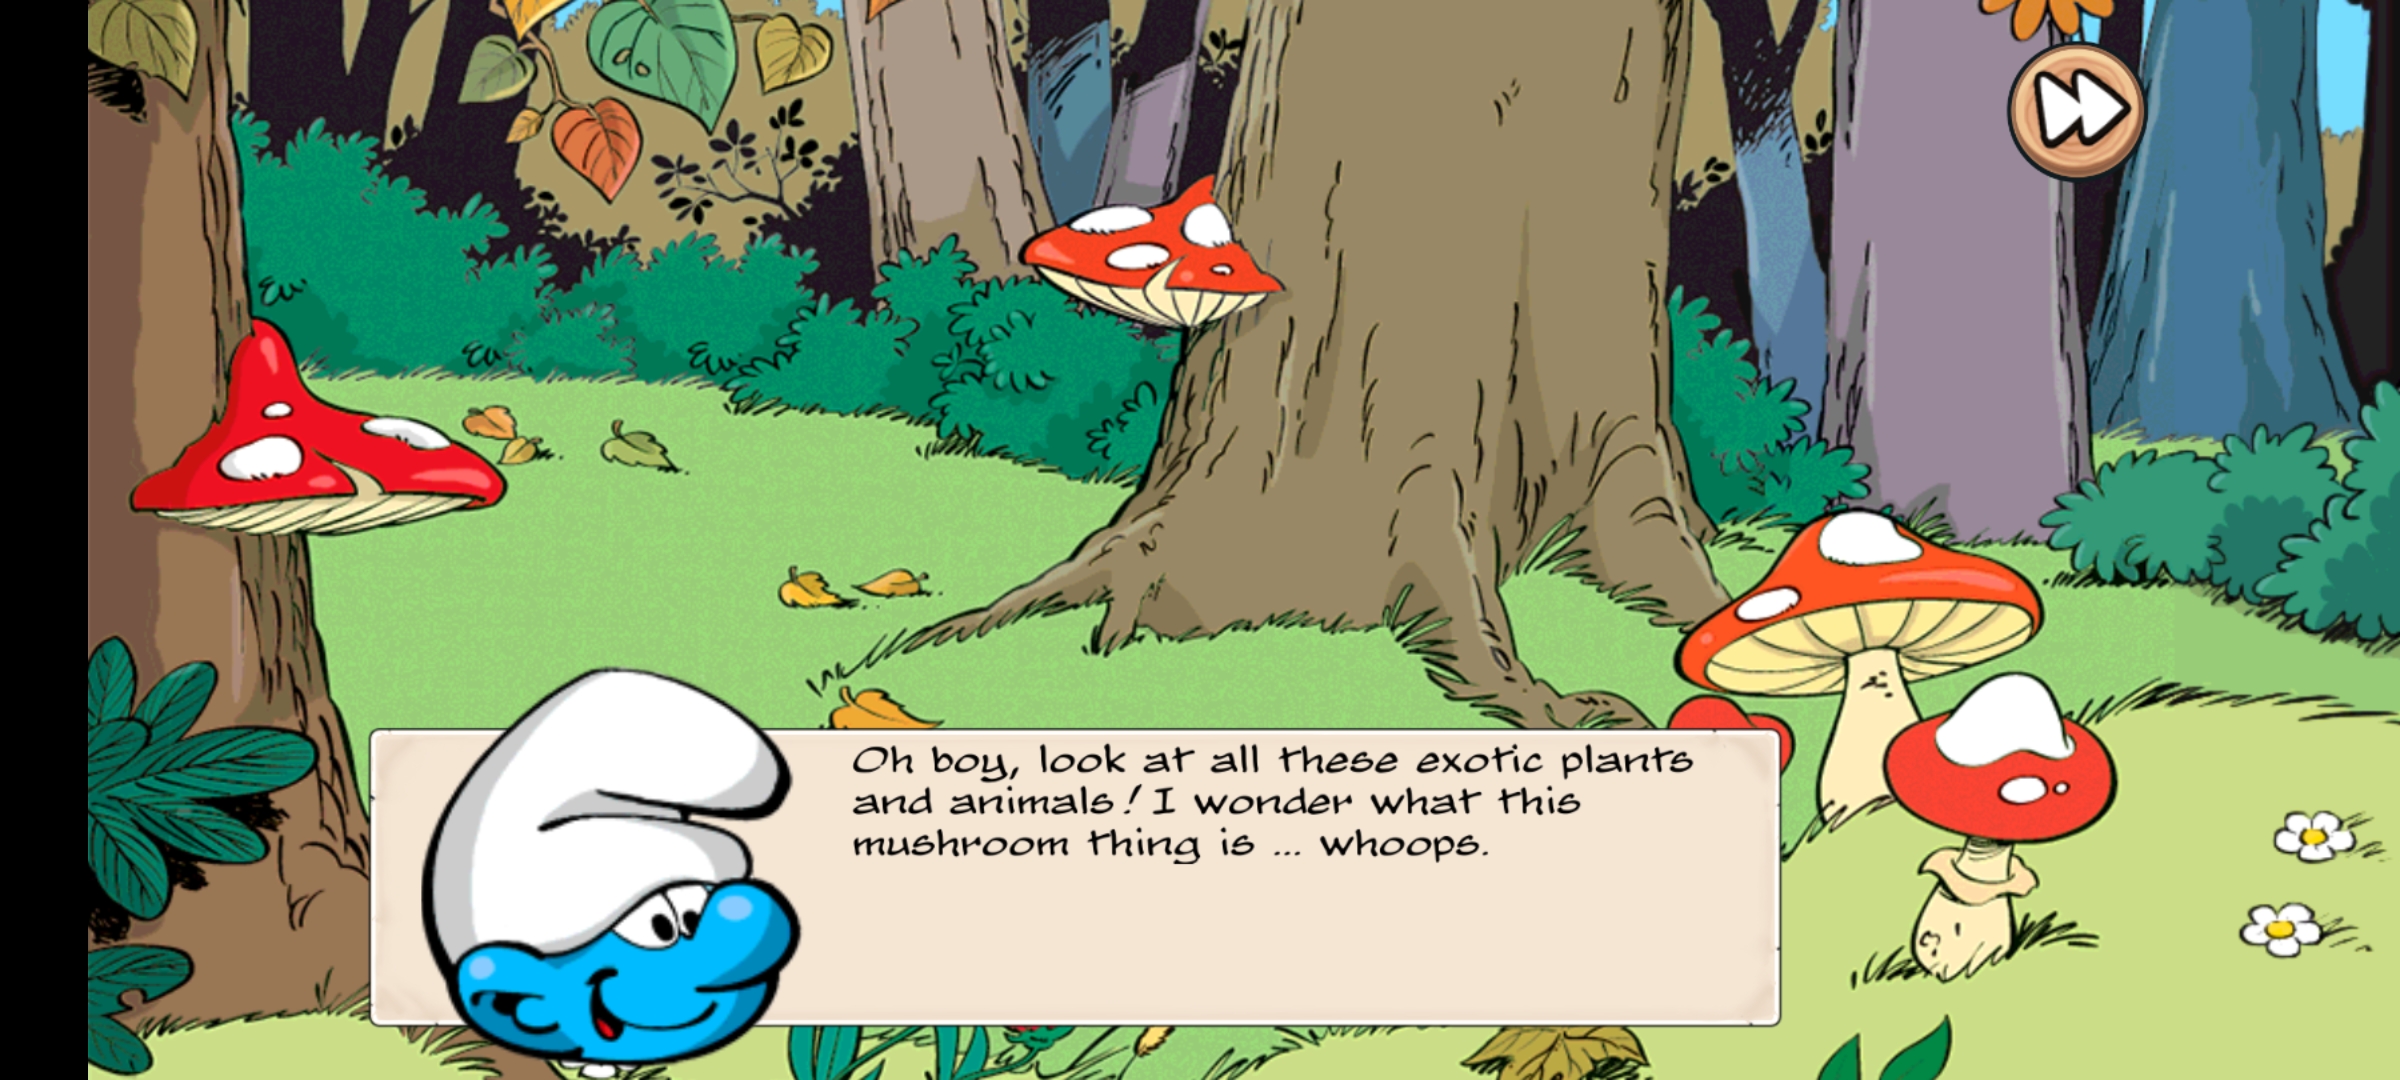 Oh boy, look at all these exotic plants
and animals! I wonder what this
mushroom thing is ... whoops.